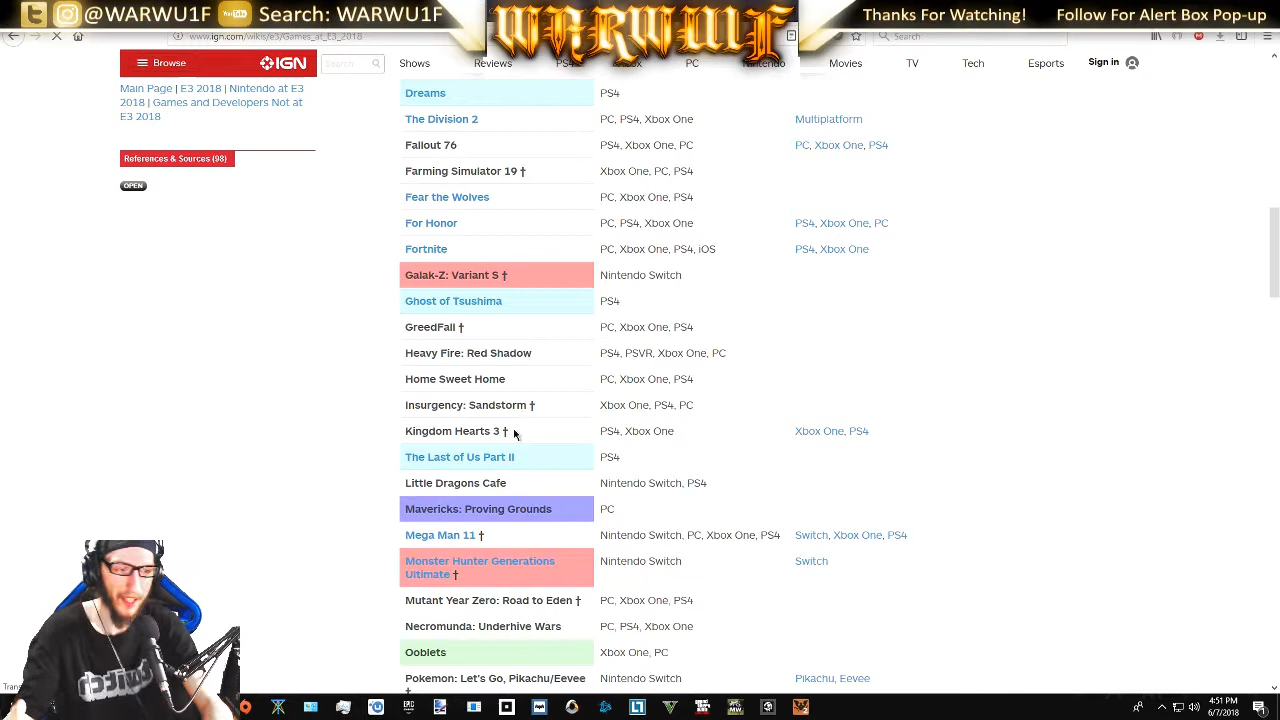 @WARWU1F Search: WARWU1F
WARWU1F
Thanks For Watching! Follow For Alert Box Pop-up
www.ign.com/wikis/e3/Games_at_E3_2018
Search
Browse IGN Search Shows Reviews PS4 Xbox PC Nintendo Movies TV Tech Esports Sign in
Main Page | E3 2018 | Nintendo at E3
2018 | Games and Developers Not at
E3 2018
References & Sources (98)
OPEN
Dreams PS4
The Division 2 PC, PS4, Xbox One Multiplatform
Fallout 76 PS4, Xbox One, PC PC, Xbox One, PS4
Farming Simulator 19 † Xbox One, PC, PS4
Fear the Wolves PC, Xbox One, PS4
For Honor PC, PS4, Xbox One PS4, Xbox One, PC
Fortnite PC, Xbox One, PS4, iOS PS4, Xbox One
Galak-Z: Variant S † Nintendo Switch
Ghost of Tsushima PS4
GreedFall † PC, Xbox One, PS4
Heavy Fire: Red Shadow PS4, PSVR, Xbox One, PC
Home Sweet Home PC, Xbox One, PS4
Insurgency: Sandstorm † Xbox One, PS4, PC
Kingdom Hearts 3 † PS4, Xbox One Xbox One, PS4
The Last of Us Part II PS4
Little Dragons Cafe Nintendo Switch, PS4
Mavericks: Proving Grounds PC
Mega Man 11 † Nintendo Switch, PC, Xbox One, PS4 Switch, Xbox One, PS4
Monster Hunter Generations Nintendo Switch Switch
Ultimate †
Mutant Year Zero: Road to Eden † PC, Xbox One, PS4
Necromunda: Underhive Wars PC, PS4, Xbox One
Ooblets Xbox One, PC
Pokemon: Let's Go, Pikachu/Eevee Nintendo Switch Pikachu, Eevee
†
4:51 PM
6/7/2018